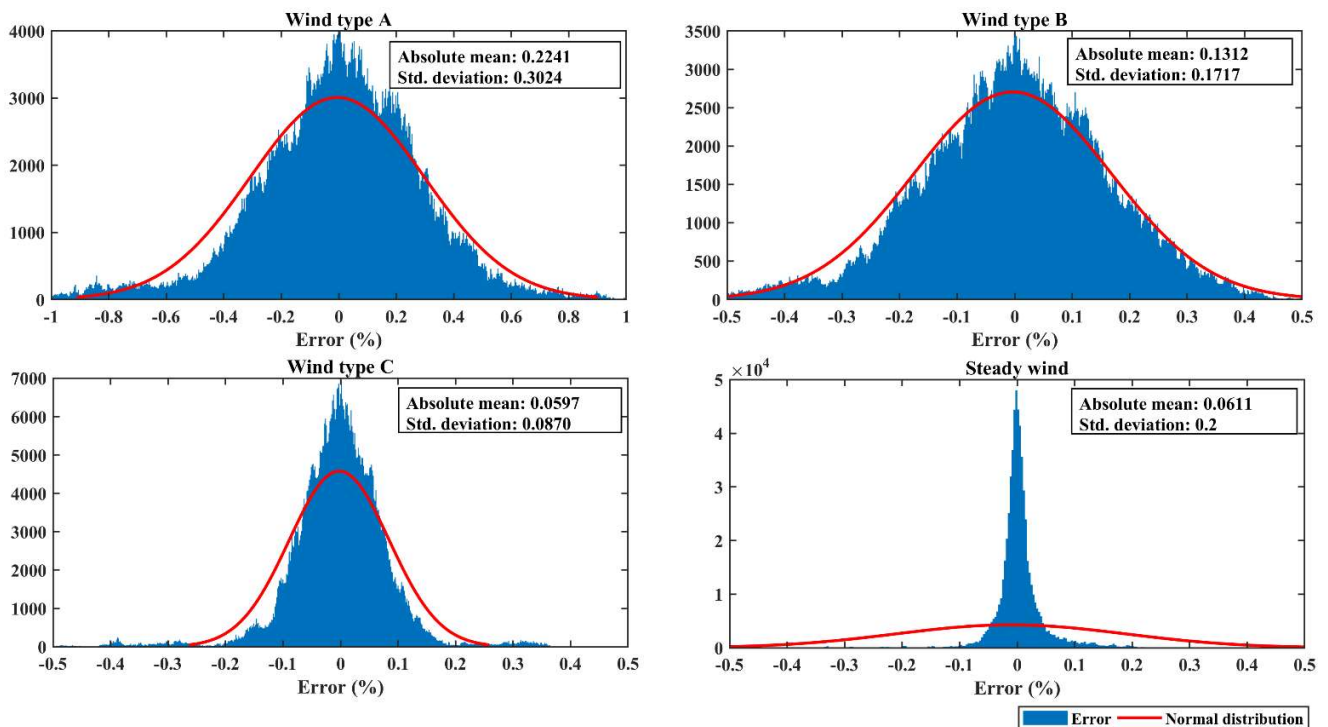 Wind type A
4000
3000
2000
1000
0
Absolute mean: 0.2241
Std. deviation: 0.3024
-1 -0.8 -0.6 -0.4 -0.2 0 0.2 0.4 0.6 0.8 1
Error (%)
Wind type B
3500
3000
2500
2000
1500
1000
500
0
Absolute mean: 0.1312
Std. deviation: 0.1717
-0.5 -0.4 -0.3 -0.2 -0.1 0 0.1 0.2 0.3 0.4 0.5
Error (%)
Wind type C
7000
6000
5000
4000
3000
2000
1000
0
Absolute mean: 0.0597
Std. deviation: 0.0870
-0.5 -0.4 -0.3 -0.2 -0.1 0 0.1 0.2 0.3 0.4 0.5
Error (%)
Steady wind
×10⁴
5
4
3
2
1
0
Absolute mean: 0.0611
Std. deviation: 0.2
-0.5 -0.4 -0.3 -0.2 -0.1 0 0.1 0.2 0.3 0.4 0.5
Error (%)
Error Normal distribution